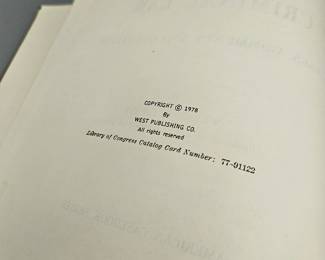 COPYRIGHT © 1978
By
WEST PUBLISHING CO.
All rights reserved
Library of Congress Catalog Card Number: 77-91122